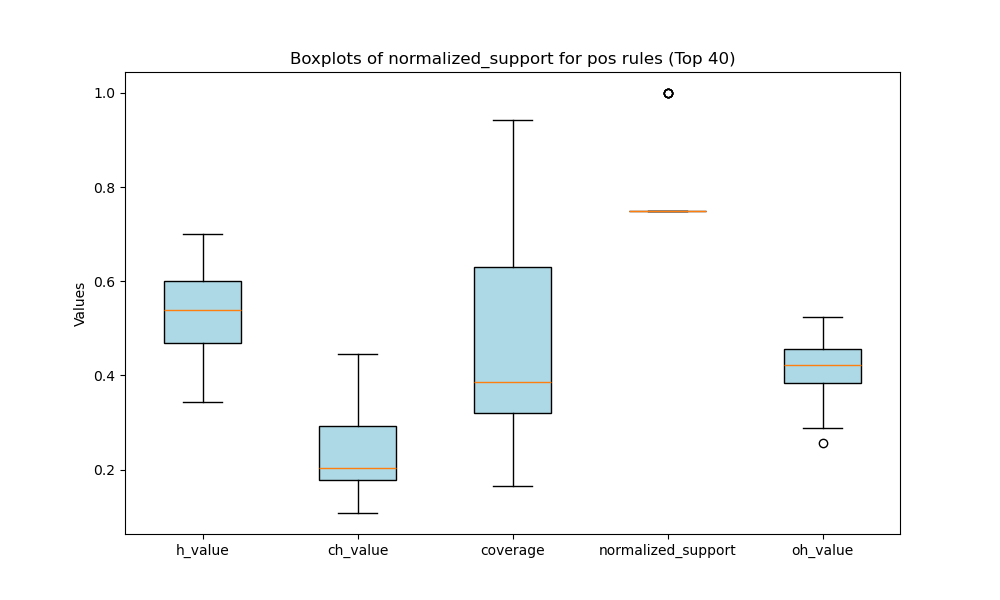 Boxplots of normalized_support for pos rules (Top 40)
Values
1.0
0.8
0.6
0.4
0.2
h_value
ch_value
coverage
normalized_support
oh_value